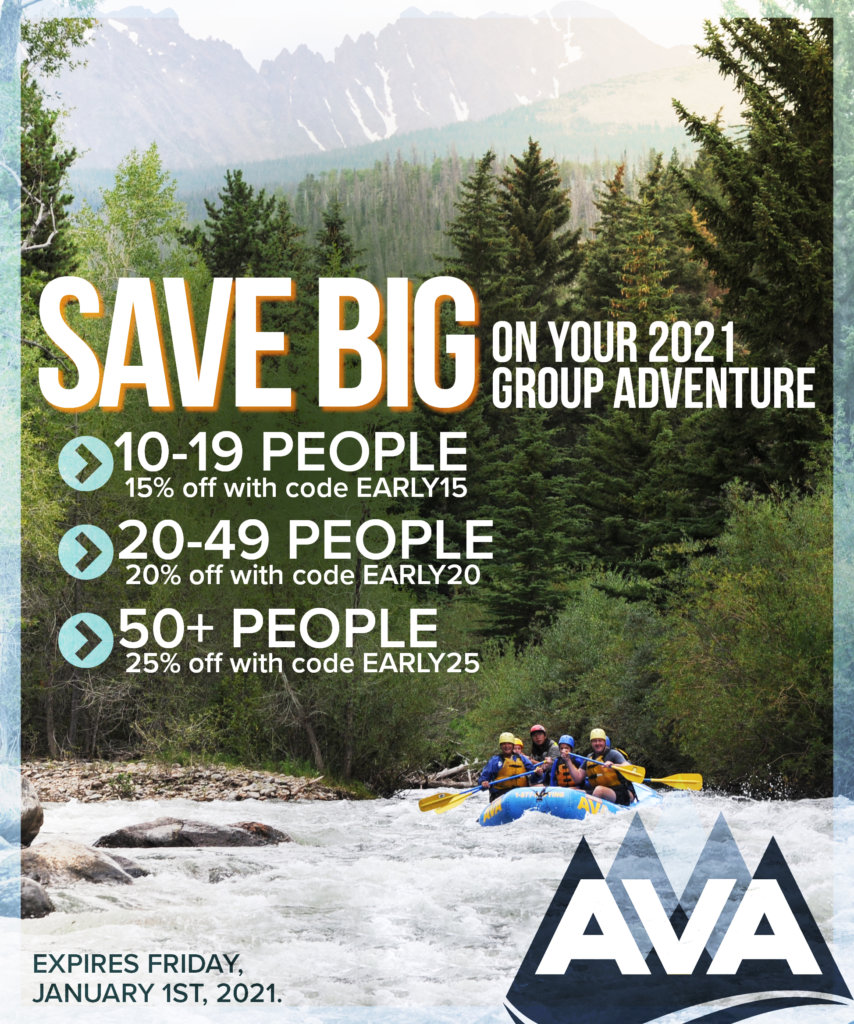 SAVE BIG
ON YOUR 2021
GROUP ADVENTURE
10-19 PEOPLE
15% off with code EARLY15
20-49 PEOPLE
20% off with code EARLY20
50+ PEOPLE
25% off with code EARLY25
AVA
AVA
EXPIRES FRIDAY,
JANUARY 1ST, 2021.